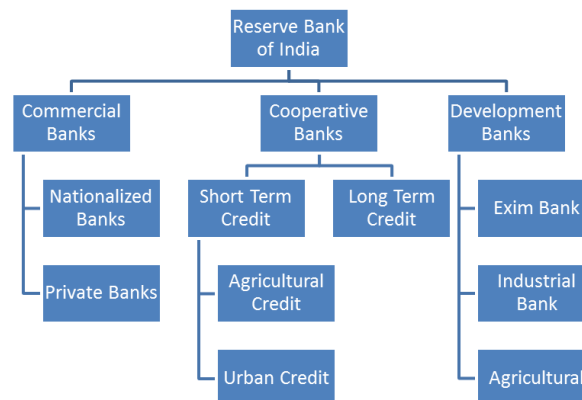 Reserve Bank
of India
Commercial
Banks
Cooperative
Banks
Development
Banks
Nationalized
Banks
Short Term
Credit
Long Term
Credit
Exim Bank
Private Banks
Agricultural
Credit
Industrial
Bank
Urban Credit
Agricultural